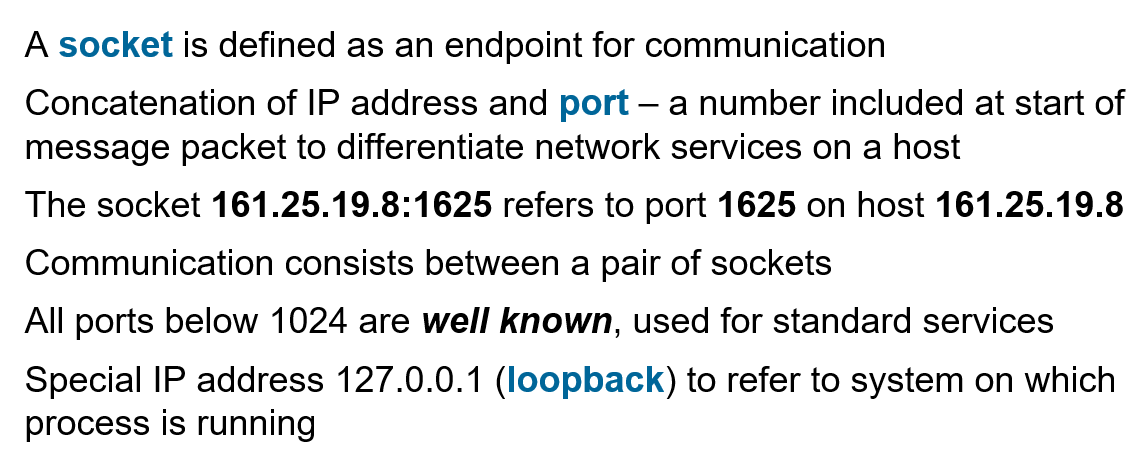 A socket is defined as an endpoint for communication
Concatenation of IP address and port – a number included at start of
message packet to differentiate network services on a host
The socket 161.25.19.8:1625 refers to port 1625 on host 161.25.19.8
Communication consists between a pair of sockets
All ports below 1024 are well known, used for standard services
Special IP address 127.0.0.1 (loopback) to refer to system on which
process is running